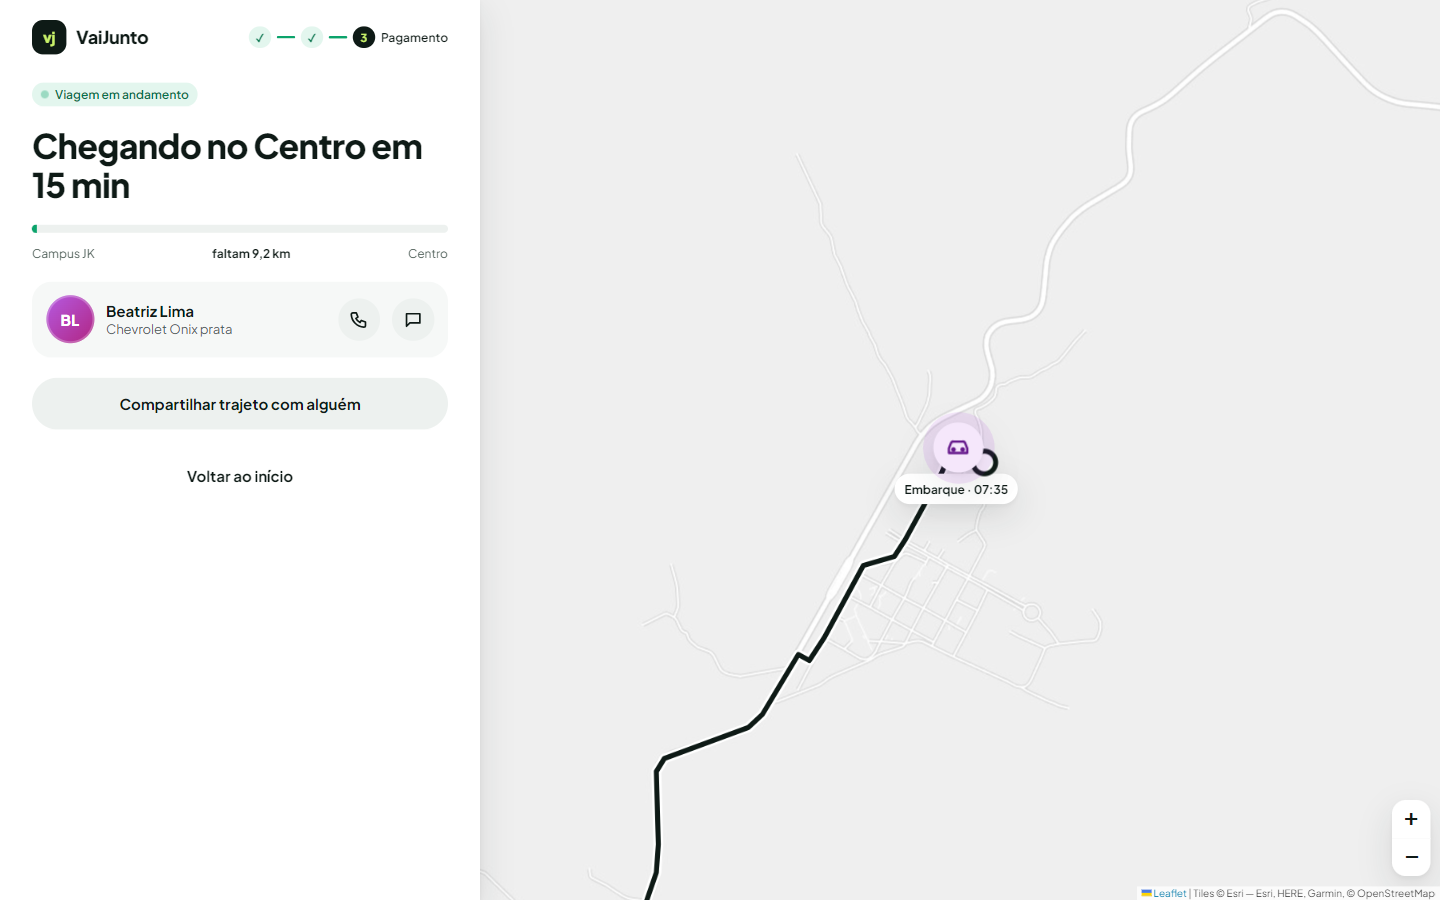 vj VaiJunto
✓ ✓ 3 Pagamento
Viagem em andamento
Chegando no Centro em
15 min
Campus JK faltam 9,2 km Centro
BL
Beatriz Lima
Chevrolet Onix prata
Compartilhar trajeto com alguém
Voltar ao início
Embarque · 07:35
+
−
Leaflet | Tiles © Esri — Esri, HERE, Garmin, © OpenStreetMap